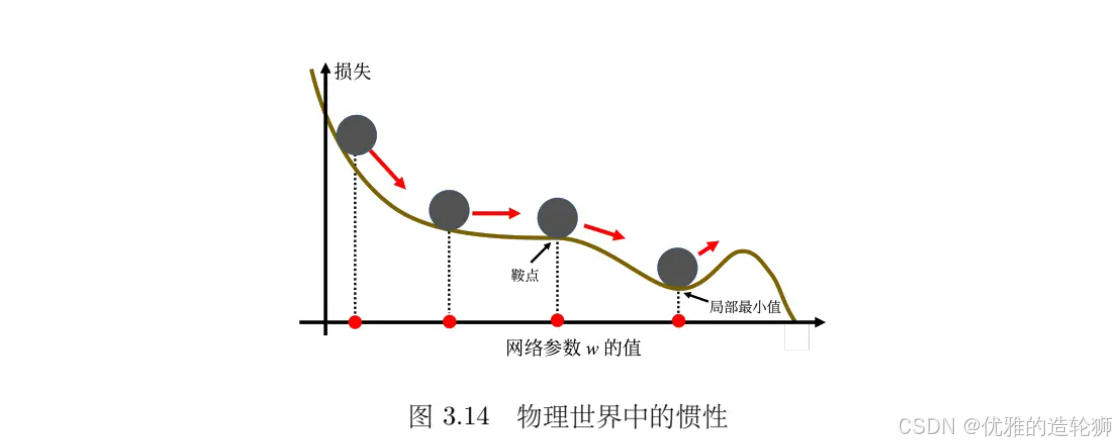 损失
鞍点
局部最小值
网络参数 w 的值
图 3.14 物理世界中的惯性
CSDN @优雅的造轮狮